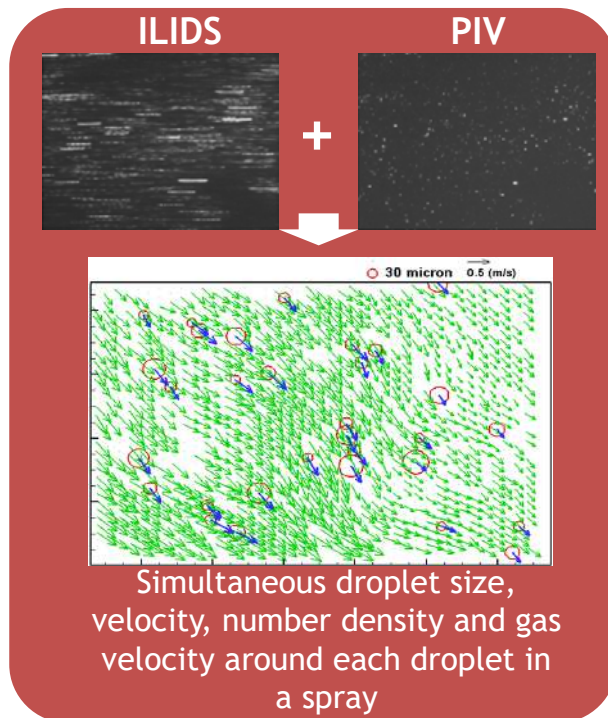 ILIDS PIV
+
30 micron 0.5 (m/s)
Simultaneous droplet size,
velocity, number density and gas
velocity around each droplet in
a spray